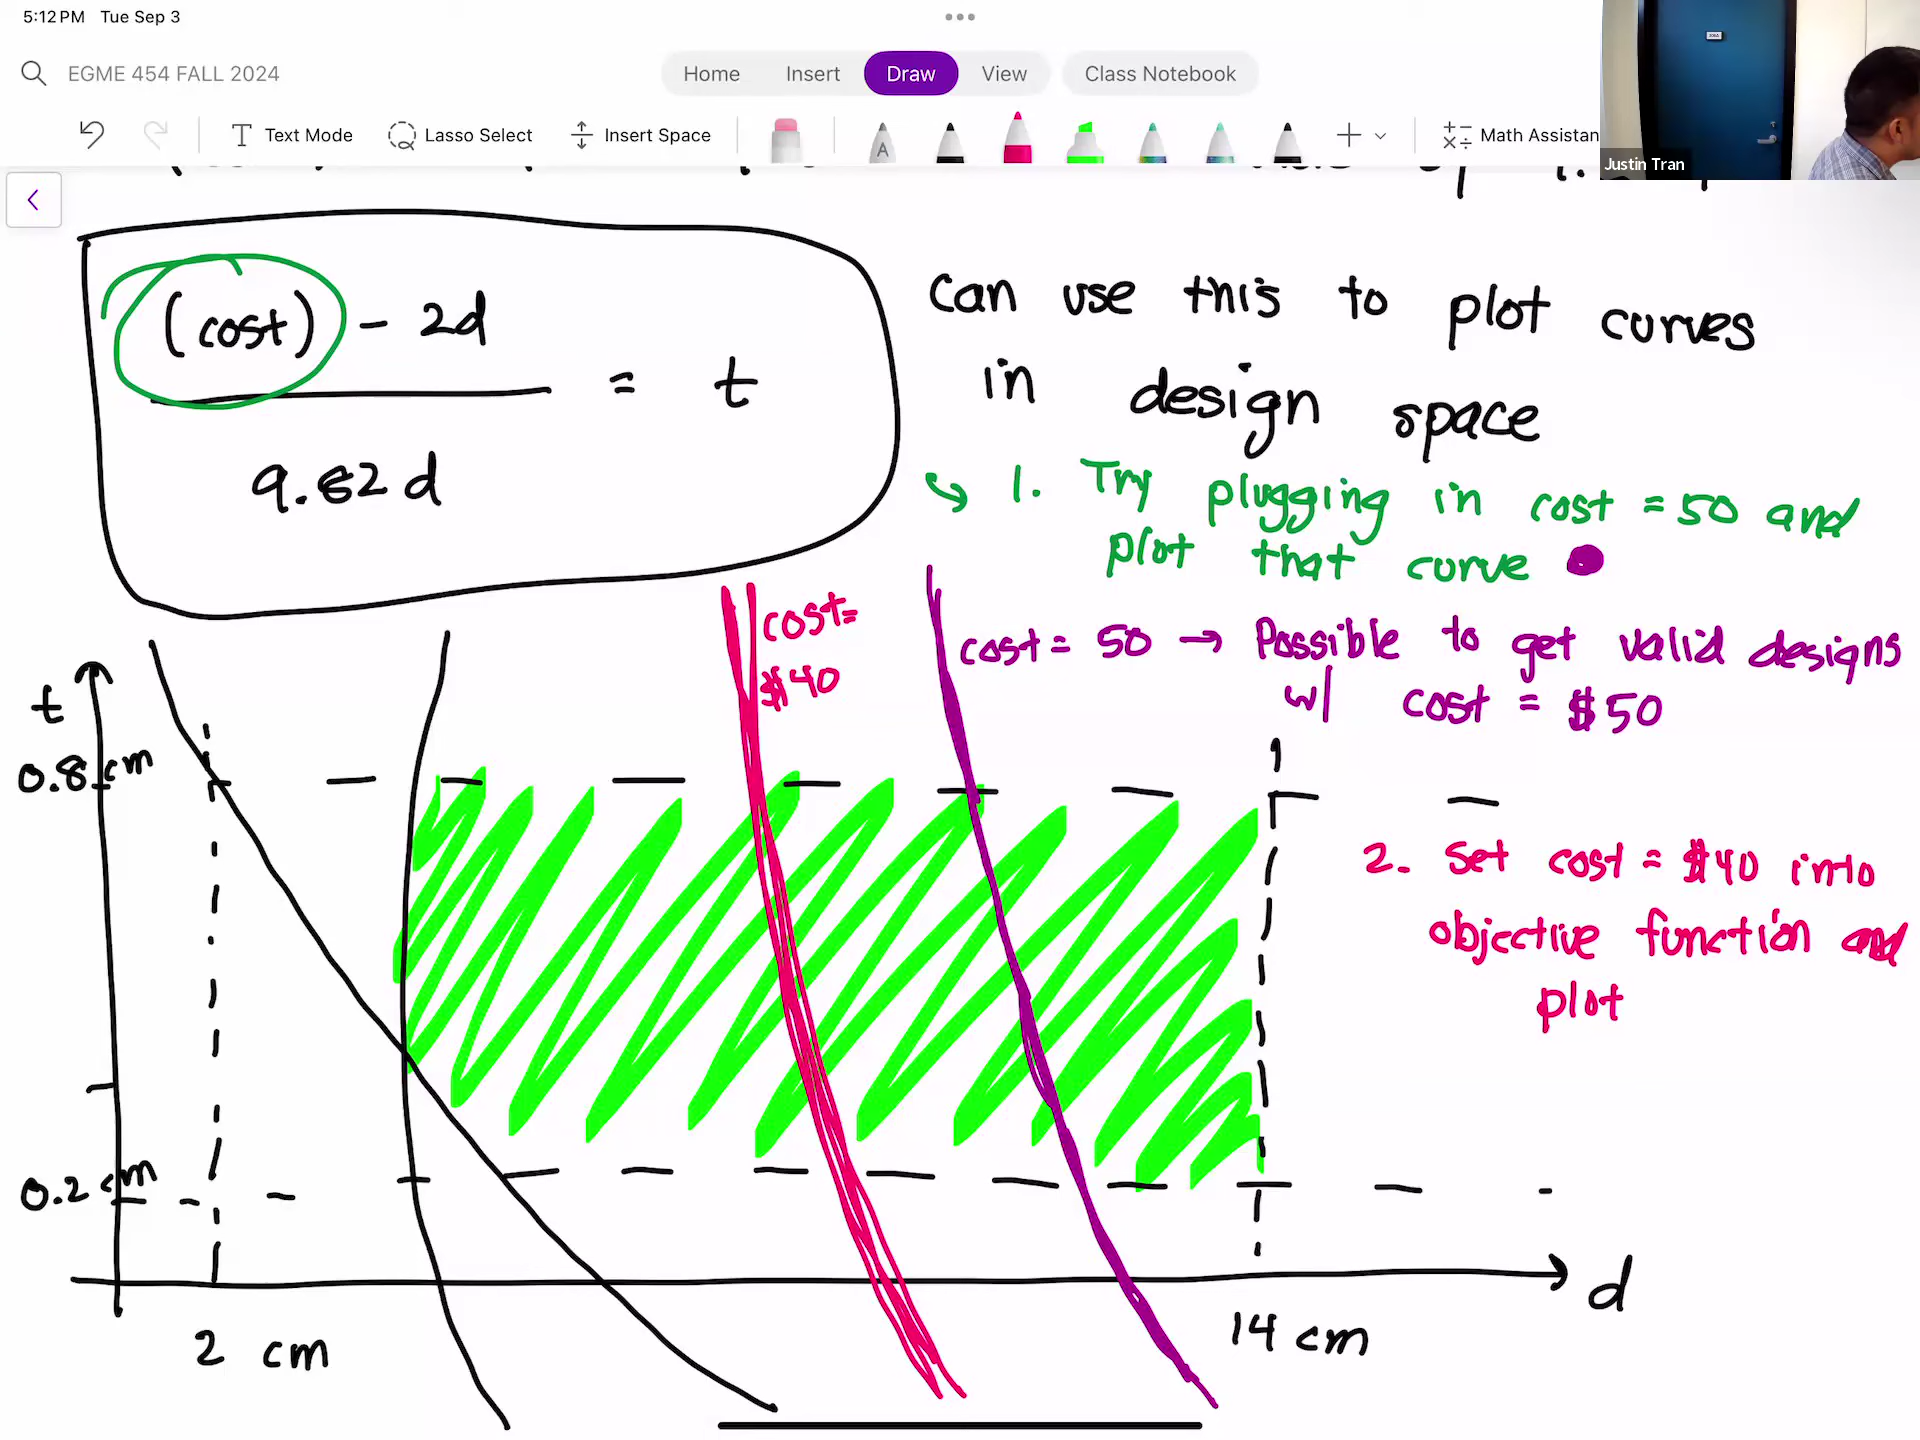 5:12 PM Tue Sep 3
EGME 454 FALL 2024
Home Insert Draw View Class Notebook
Text Mode Lasso Select Insert Space Math Assistan
Justin Tran
(cost) - 2d
= t
9.82 d
can use this to plot curves
in design space
↳ 1. Try plugging in cost = 50 and
plot that curve
cost = 50 → Possible to get valid designs
w/ cost = $50
cost =
$40
t
0.8 cm
2. Set cost = $40 into
objective function and
plot
0.2 cm
d
2 cm
14 cm